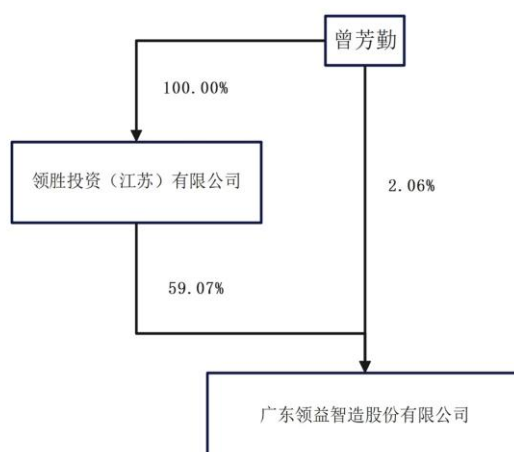 曾芳勤
100.00%
领胜投资（江苏）有限公司
2.06%
59.07%
广东领益智造股份有限公司